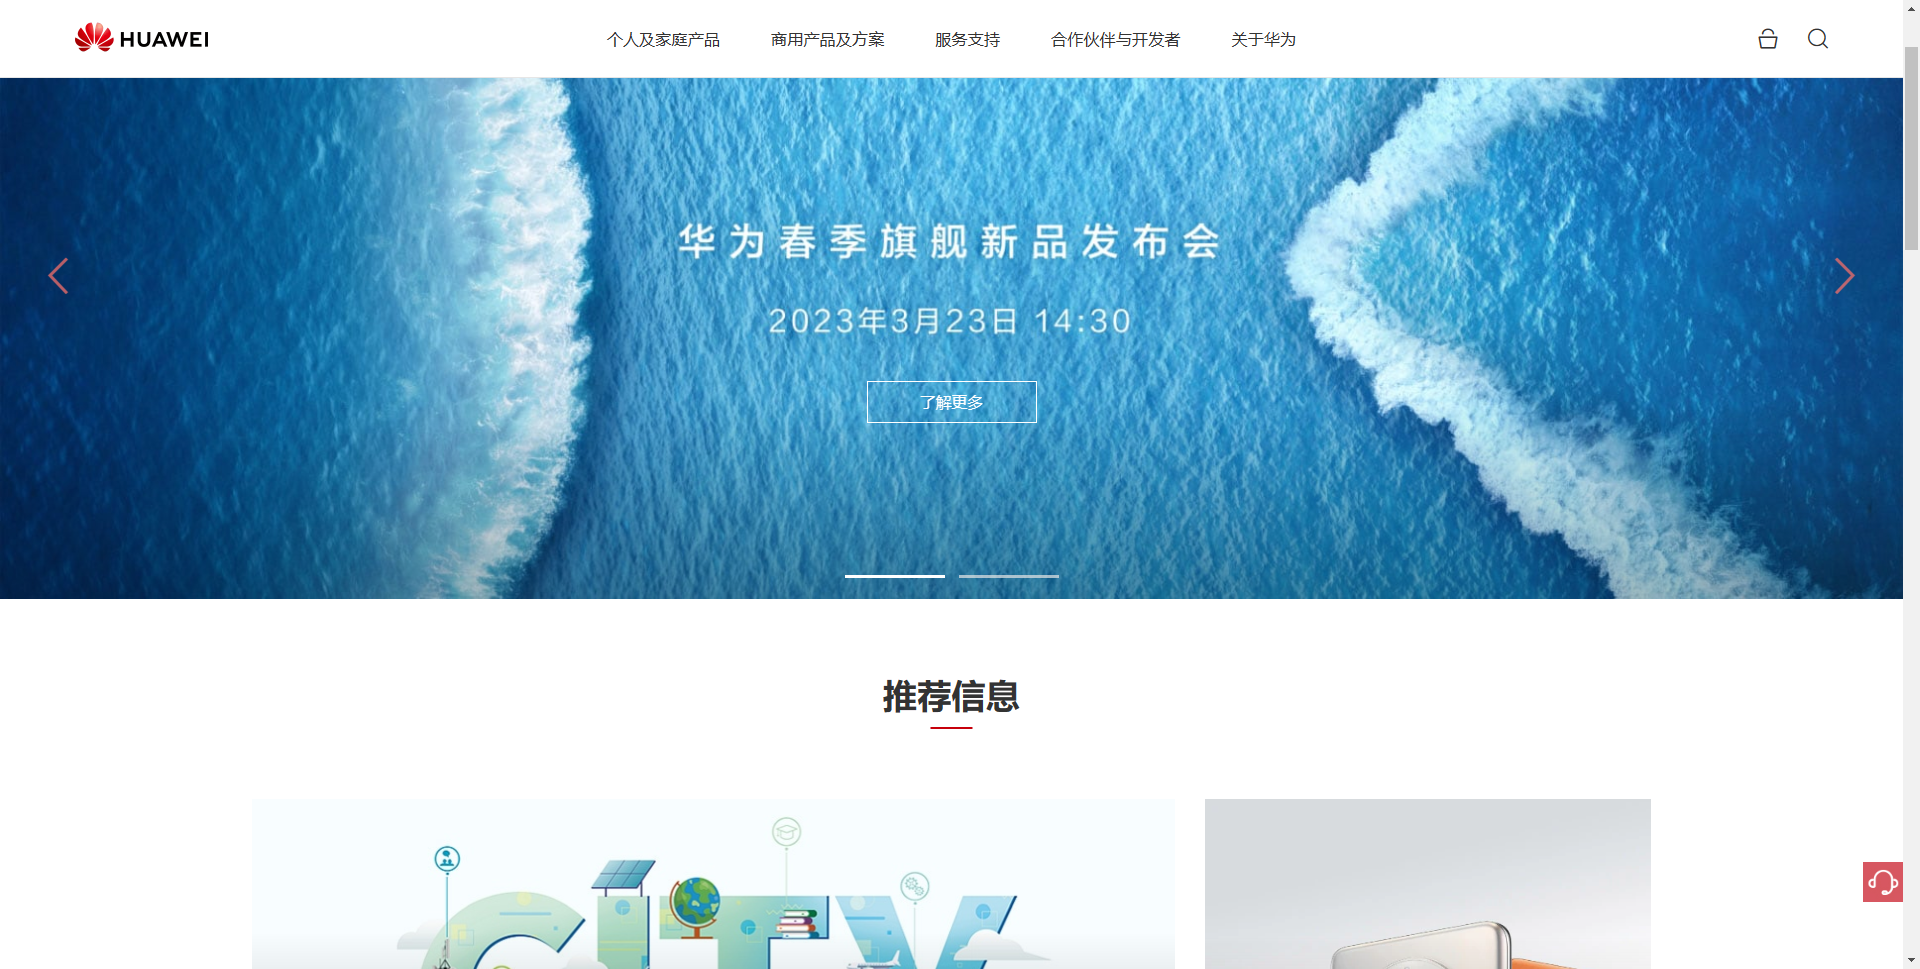 HUAWEI
个人及家庭产品
商用产品及方案
服务支持
合作伙伴与开发者
关于华为
华为春季旗舰新品发布会
2023年3月23日 14:30
了解更多
推荐信息
CITY